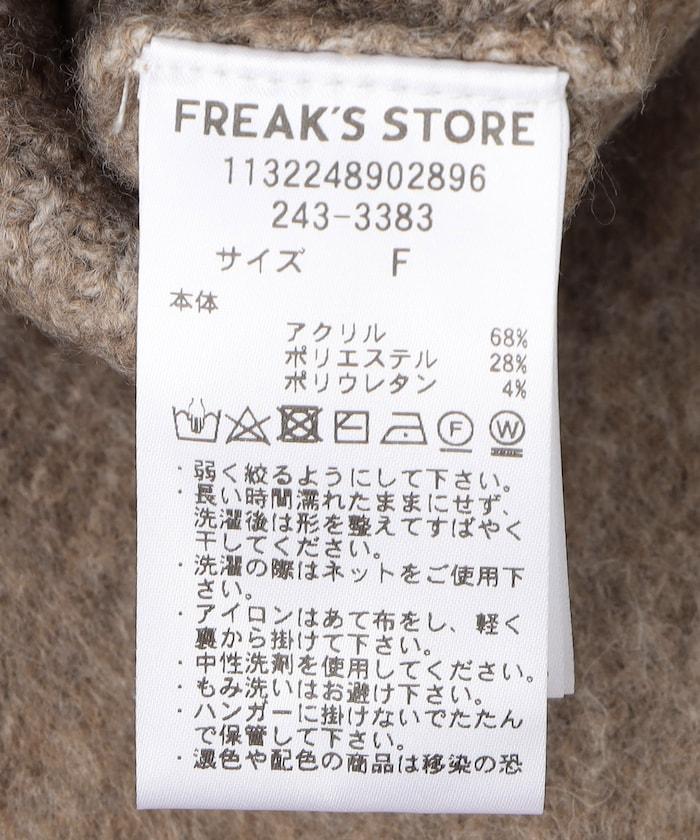 FREAK'S STORE
1132248902896
243-3383
サイズ F
本体
アクリル 68%
ポリエステル 28%
ポリウレタン 4%
F W
・弱く絞るようにして下さい。
・長い時間濡れたままにせず、
洗濯後は形を整えてすばやく
干してください。
・洗濯の際はネットをご使用下
さい。
・アイロンはあて布をし、軽く
裏から掛けて下さい。
・中性洗剤を使用してください。
・もみ洗いはお避け下さい。
・ハンガーに掛けないでたたん
で保管して下さい。
・濃色や配色の商品は移染の恐